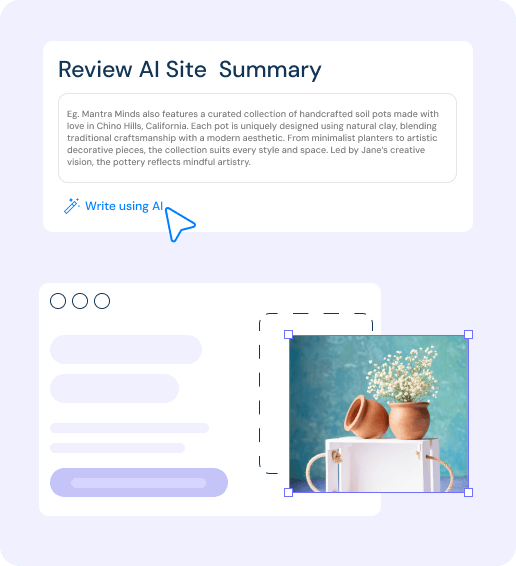 Review AI Site Summary
Eg. Mantra Minds also features a curated collection of handcrafted soil pots made with
love in Chino Hills, California. Each pot is uniquely designed using natural clay, blending
traditional craftsmanship with a modern aesthetic. From minimalist planters to artistic
decorative pieces, the collection suits every style and space. Led by Jane's creative
vision, the pottery reflects mindful artistry.
Write using AI